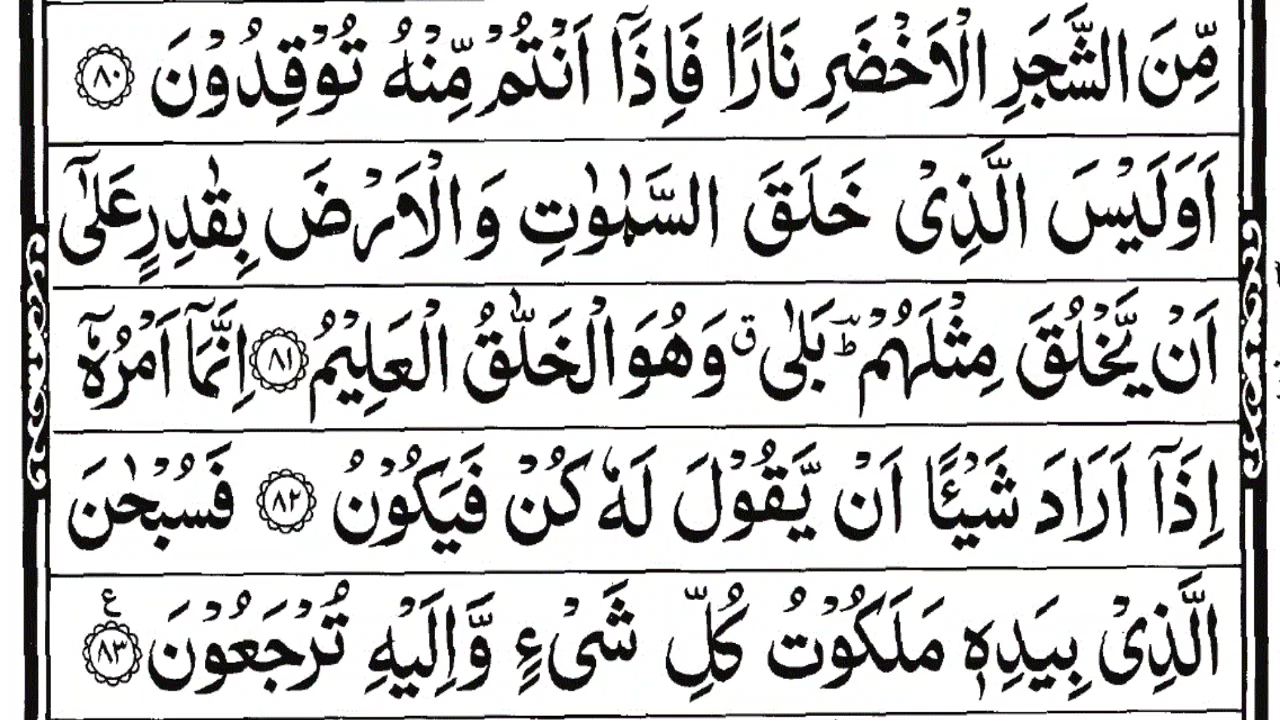 مِّنَ الشَّجَرِ الْاَخْضَرِ نَارًا فَاِذَآ اَنْتُمْ مِّنْهُ تُوْقِدُوْنَ ۝۸۰
اَوَلَيْسَ الَّذِیْ خَلَقَ السَّمٰوٰتِ وَالْاَرْضَ بِقٰدِرٍ عَلٰۤی
اَنْ يَّخْلُقَ مِثْلَهُمْ ؕ بَلٰی ۗ وَهُوَ الْخَلّٰقُ الْعَلِيْمُ ۝۸۱ اِنَّمَاۤ اَمْرُهٗۤ
اِذَآ اَرَادَ شَيْئًا اَنْ يَّقُوْلَ لَهٗ كُنْ فَيَكُوْنُ ۝۸۲ فَسُبْحٰنَ
الَّذِیْ بِيَدِهٖ مَلَكُوْتُ كُلِّ شَیْءٍ وَّاِلَيْهِ تُرْجَعُوْنَ ۝۸۳ ع